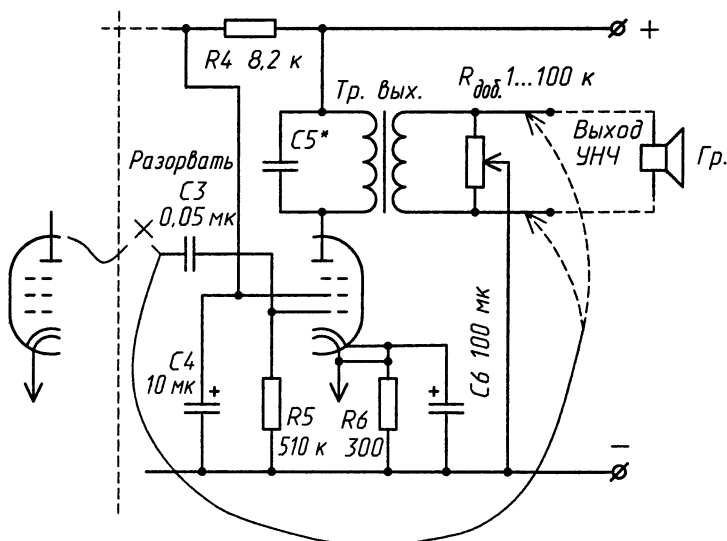 +
R4 8,2 к
Тр. вых.
Rдоб. 1...100 к
C5*
Выход
УНЧ
Гр.
Разорвать
C3
0,05 мк
C4
10 мк
+
R5
510 к
R6
300
+
C6 100 мк
−